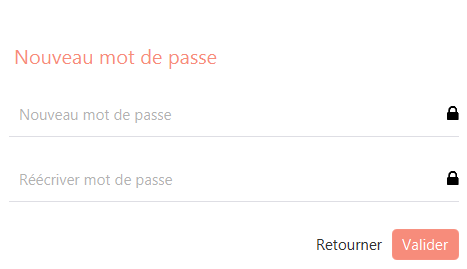 Nouveau mot de passe
Nouveau mot de passe
Réécriver mot de passe
Retourner Valider